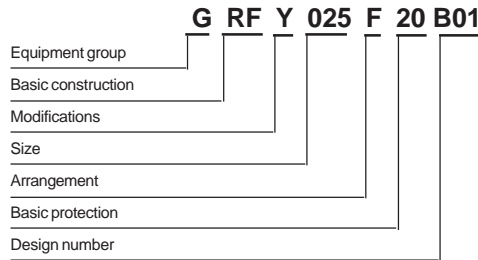 G RF Y 025 F 20 B01
Equipment group
Basic construction
Modifications
Size
Arrangement
Basic protection
Design number